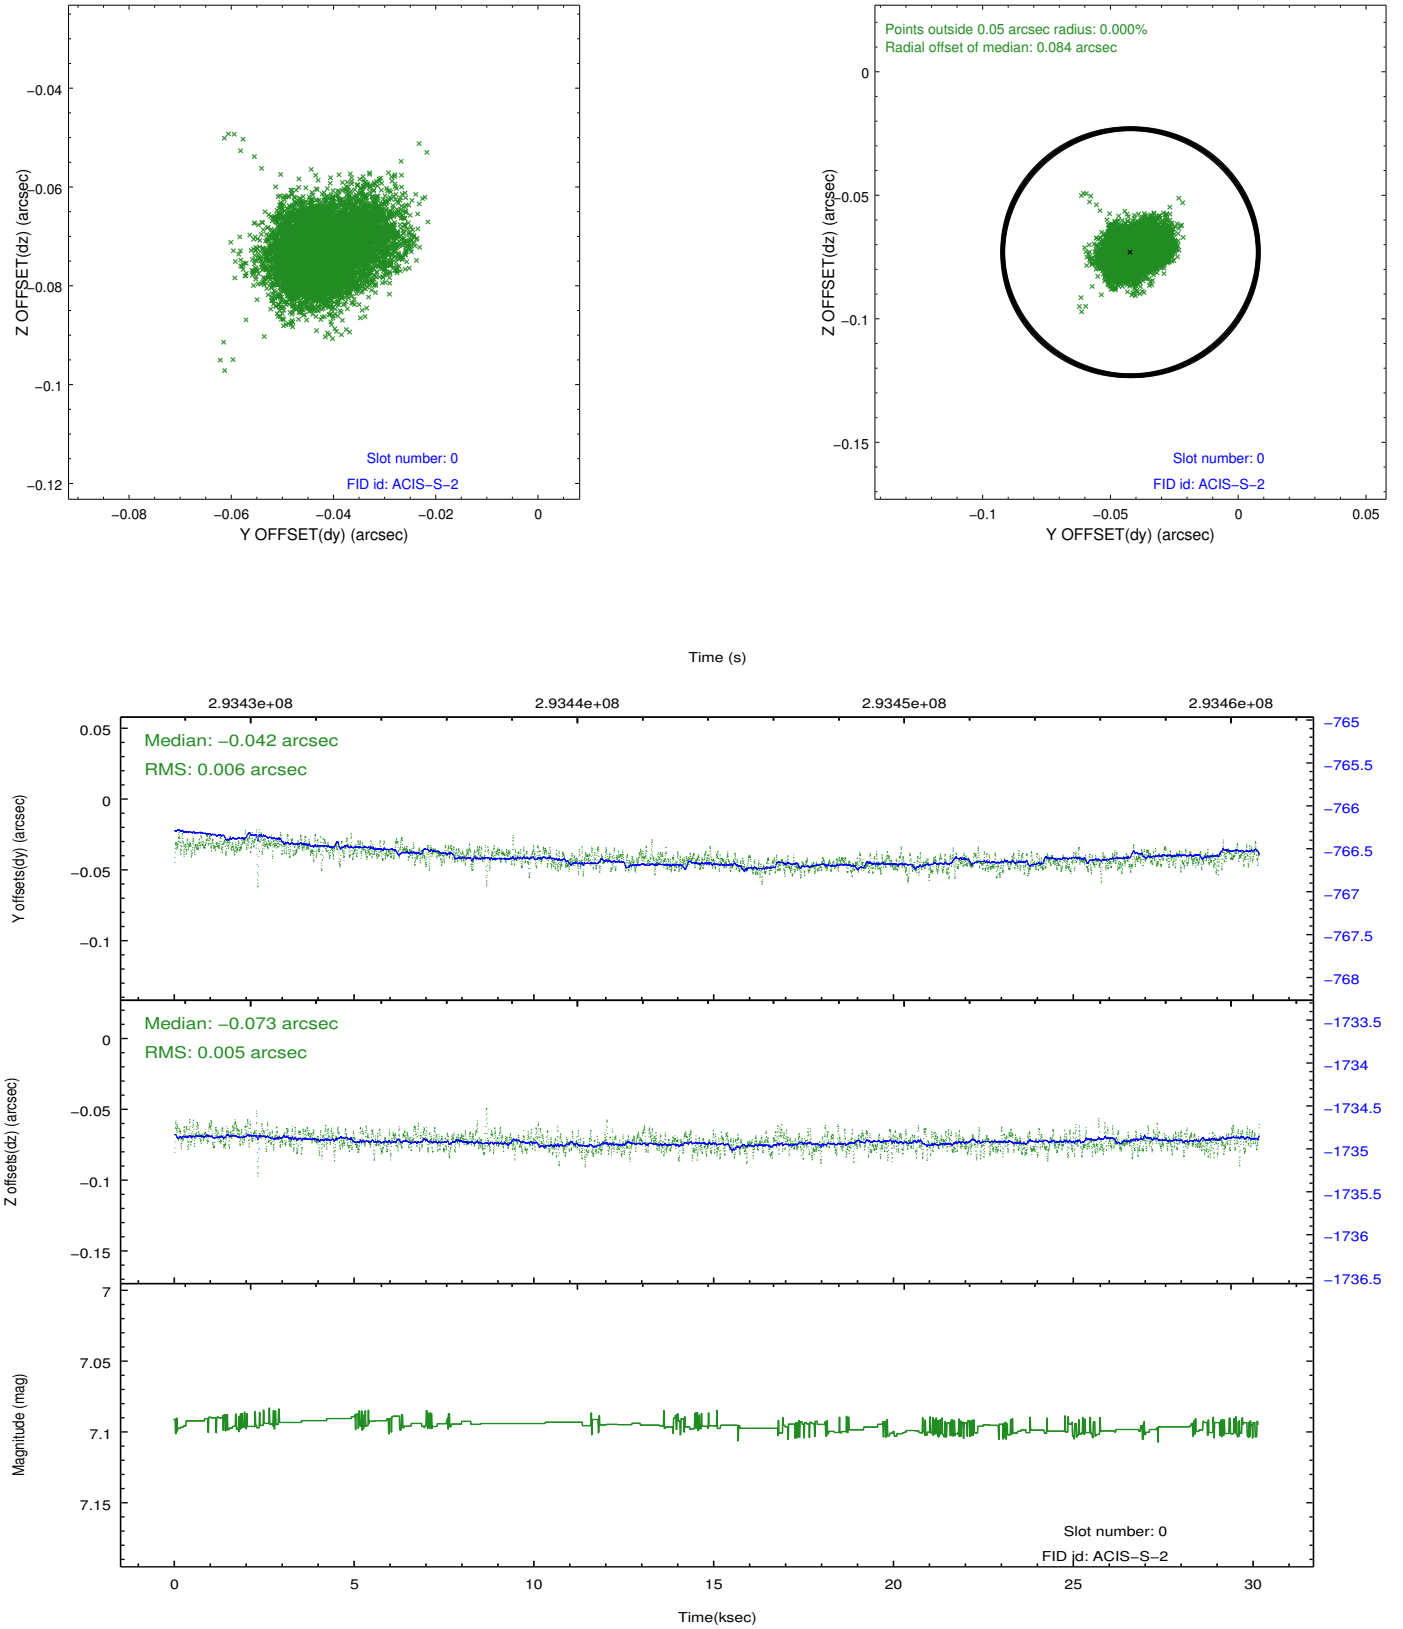 −0.04
−0.06
−0.08
−0.1
−0.12
Z OFFSET(dz) (arcsec)
Slot number: 0
FID id: ACIS−S−2
−0.08 −0.06 −0.04 −0.02 0
Y OFFSET(dy) (arcsec)
Points outside 0.05 arcsec radius: 0.000%
Radial offset of median: 0.084 arcsec
0
−0.05
−0.1
−0.15
Z OFFSET(dz) (arcsec)
Slot number: 0
FID id: ACIS−S−2
−0.1 −0.05 0 0.05
Y OFFSET(dy) (arcsec)
Time (s)
2.9343e+08 2.9344e+08 2.9345e+08 2.9346e+08
Median: −0.042 arcsec
RMS: 0.006 arcsec
0.05
0
−0.05
−0.1
Y offsets(dy) (arcsec)
−765
−765.5
−766
−766.5
−767
−767.5
−768
Median: −0.073 arcsec
RMS: 0.005 arcsec
0
−0.05
−0.1
−0.15
Z offsets(dz) (arcsec)
−1733.5
−1734
−1734.5
−1735
−1735.5
−1736
−1736.5
7
7.05
7.1
7.15
Magnitude (mag)
Slot number: 0
FID id: ACIS−S−2
0 5 10 15 20 25 30
Time(ksec)